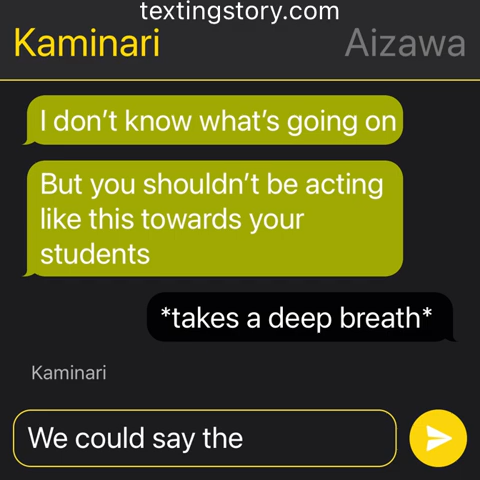 textingstory.com
Kaminari Aizawa
I don't know what's going on
But you shouldn't be acting
like this towards your
students
*takes a deep breath*
Kaminari
We could say the